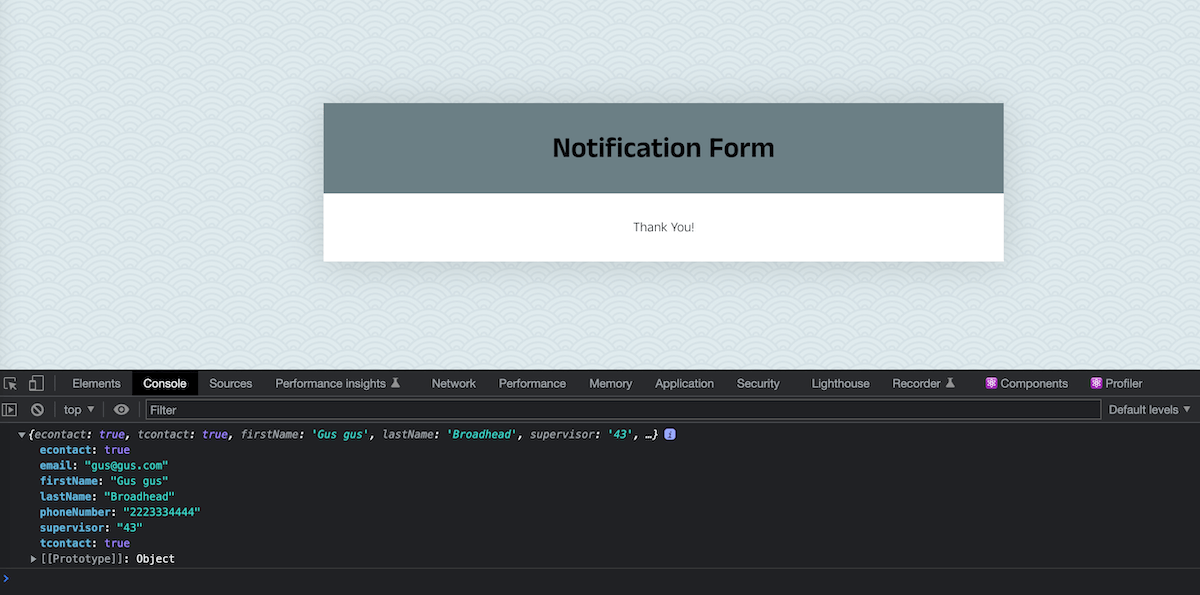 Notification Form
Thank You!
Elements Console Sources Performance insights Network Performance Memory Application Security Lighthouse Recorder Components Profiler
top Filter Default levels
{econtact: true, tcontact: true, firstName: 'Gus gus', lastName: 'Broadhead', supervisor: '43', …} i
econtact: true
email: "gus@gus.com"
firstName: "Gus gus"
lastName: "Broadhead"
phoneNumber: "2223334444"
supervisor: "43"
tcontact: true
[[Prototype]]: Object